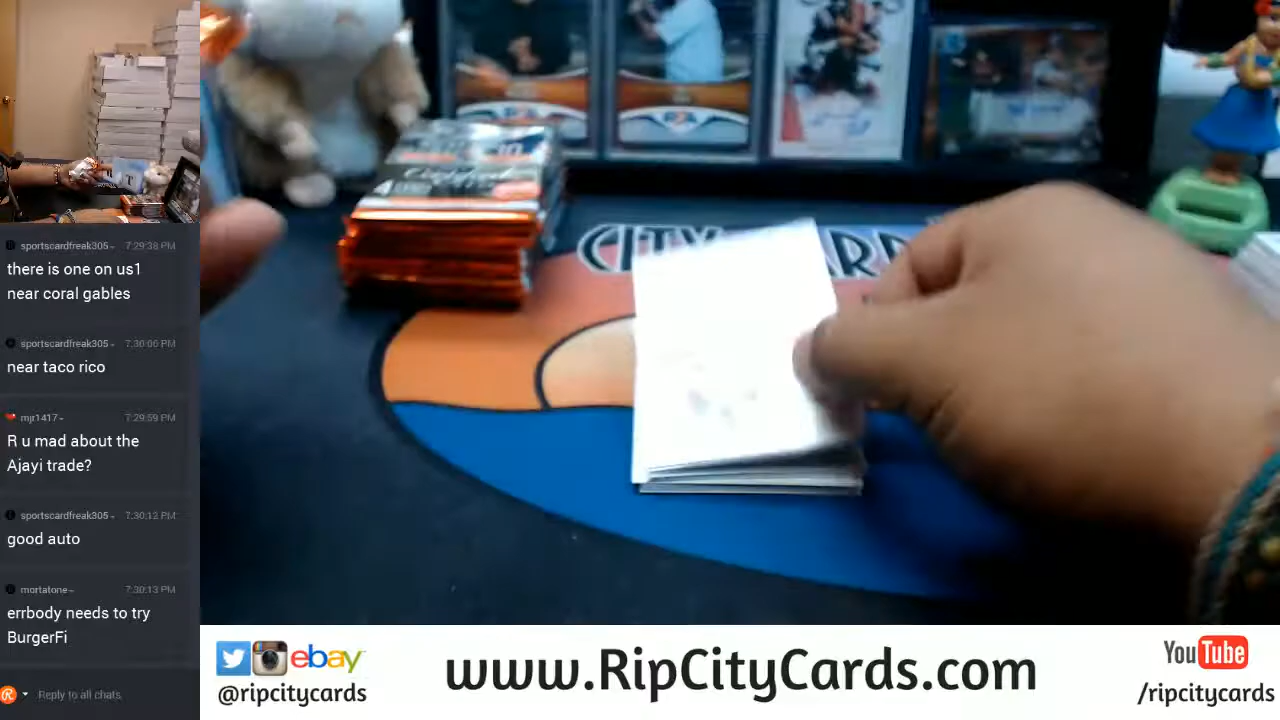 sportscardfreak305 7:29:38 PM
there is one on us1
near coral gables
sportscardfreak305 7:30:06 PM
near taco rico
mjr1417 7:29:59 PM
R u mad about the
Ajayi trade?
sportscardfreak305 7:30:12 PM
good auto
mortatone 7:30:13 PM
errbody needs to try
BurgerFi
Reply to all chats.
CITY CARD
ebay
@ripcitycards
www.RipCityCards.com
YouTube
/ripcitycards